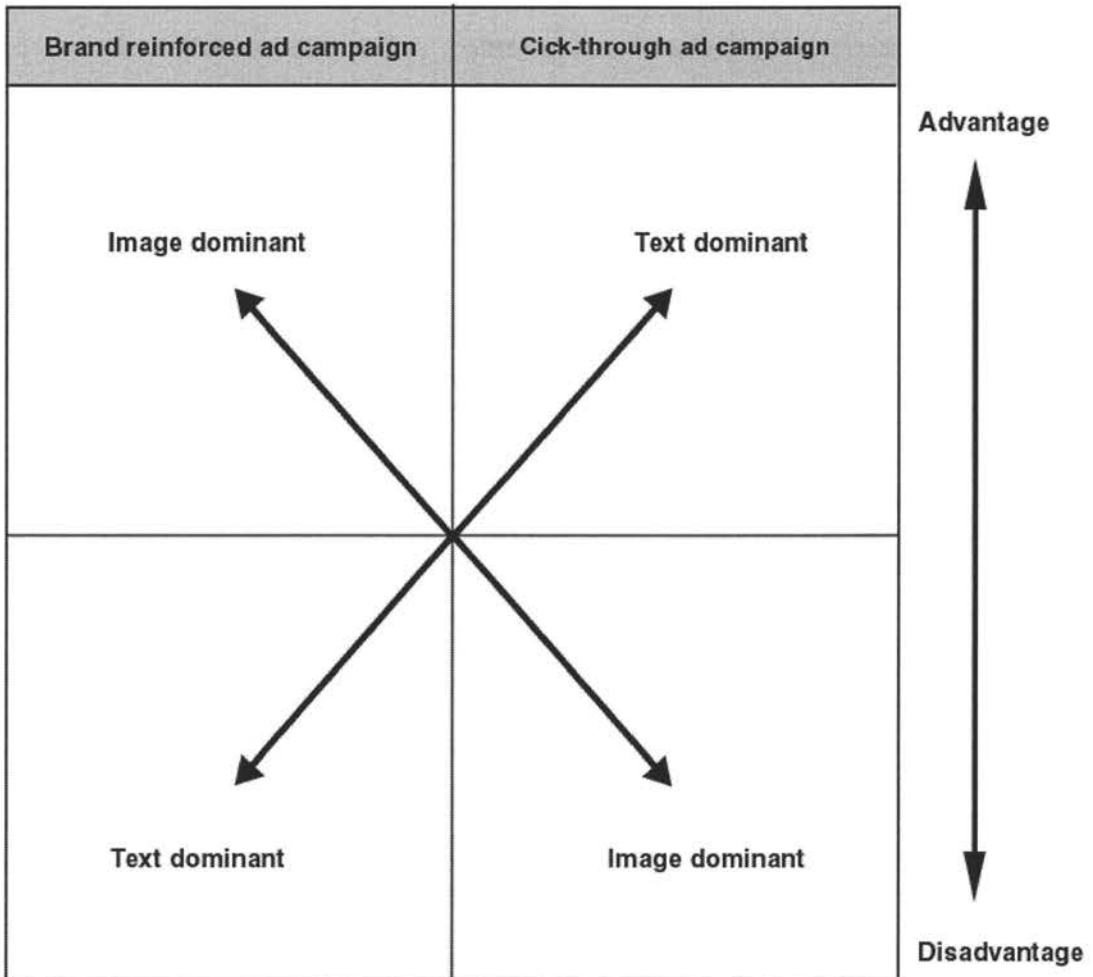 Brand reinforced ad campaign
Cick-through ad campaign
Advantage
Image dominant
Text dominant
Text dominant
Image dominant
Disadvantage